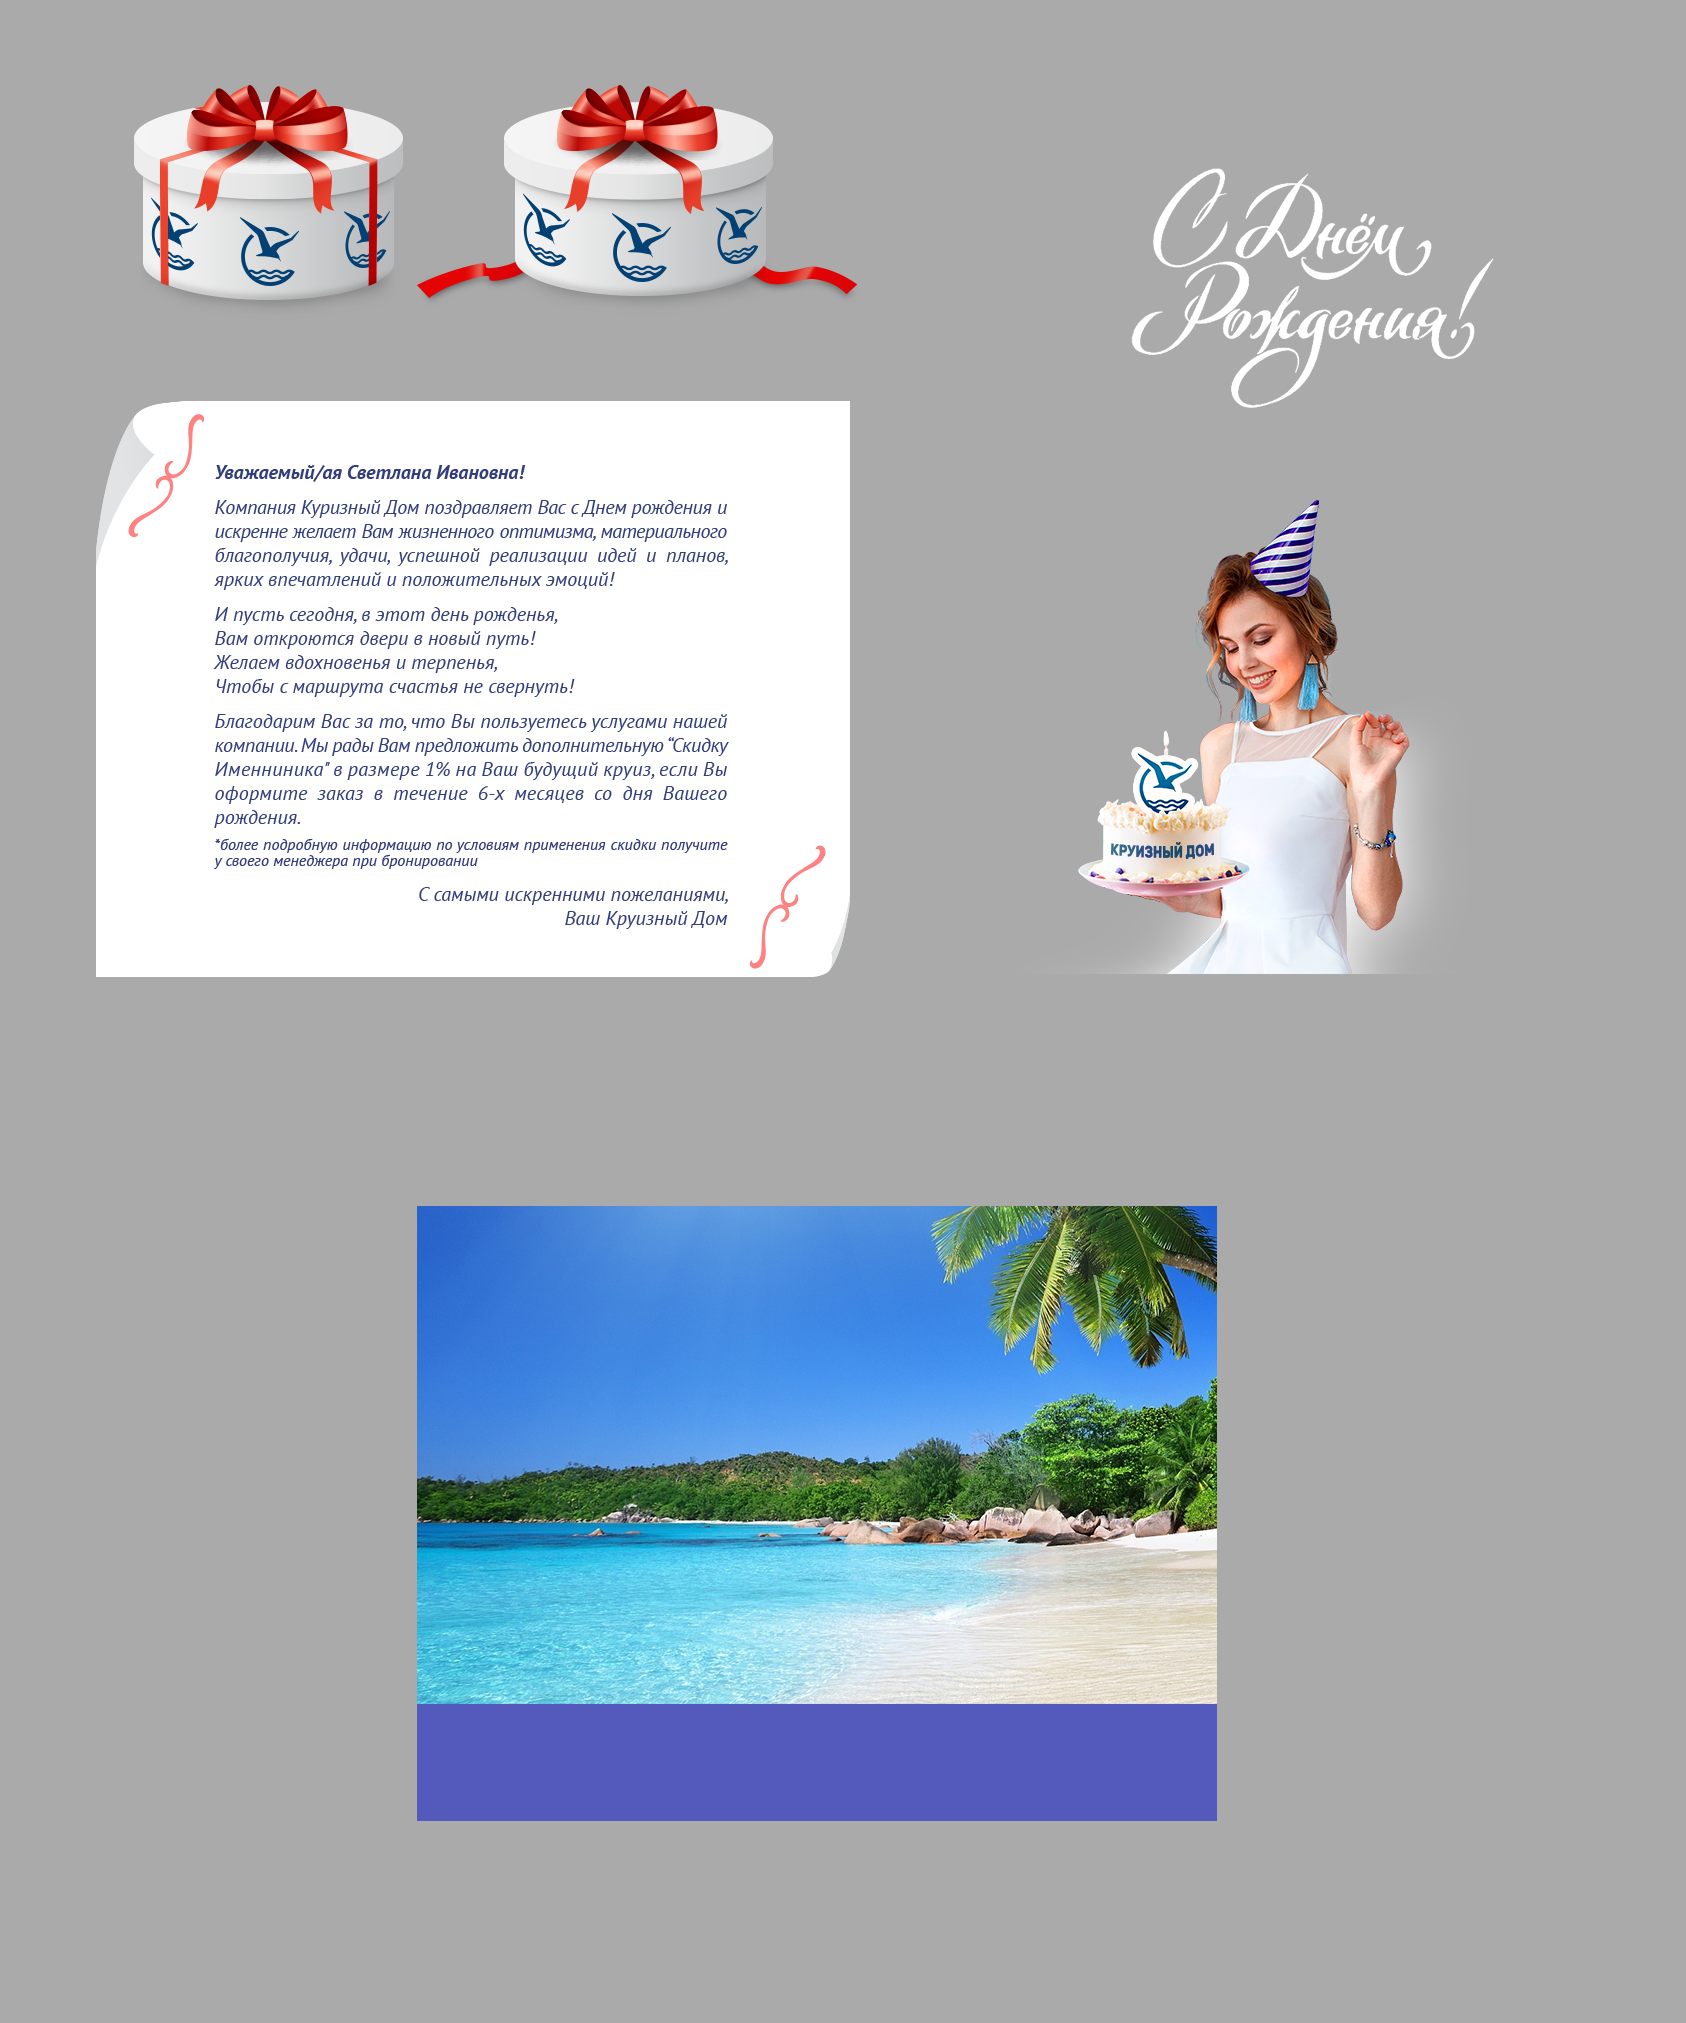 С Днём
Рождения!
Уважаемый/ая Светлана Ивановна!
Компания Куризный Дом поздравляет Вас с Днем рождения и
искренне желает Вам жизненного оптимизма, материального
благополучия, удачи, успешной реализации идей и планов,
ярких впечатлений и положительных эмоций!
И пусть сегодня, в этот день рожденья,
Вам откроются двери в новый путь!
Желаем вдохновенья и терпенья,
Чтобы с маршрута счастья не свернуть!
Благодарим Вас за то, что Вы пользуетесь услугами нашей
компании. Мы рады Вам предложить дополнительную “Скидку
Именниника" в размере 1% на Ваш будущий круиз, если Вы
оформите заказ в течение 6-х месяцев со дня Вашего
рождения.
*более подробную информацию по условиям применения скидки получите
у своего менеджера при бронировании
С самыми искренними пожеланиями,
Ваш Круизный Дом
КРУИЗНЫЙ ДОМ